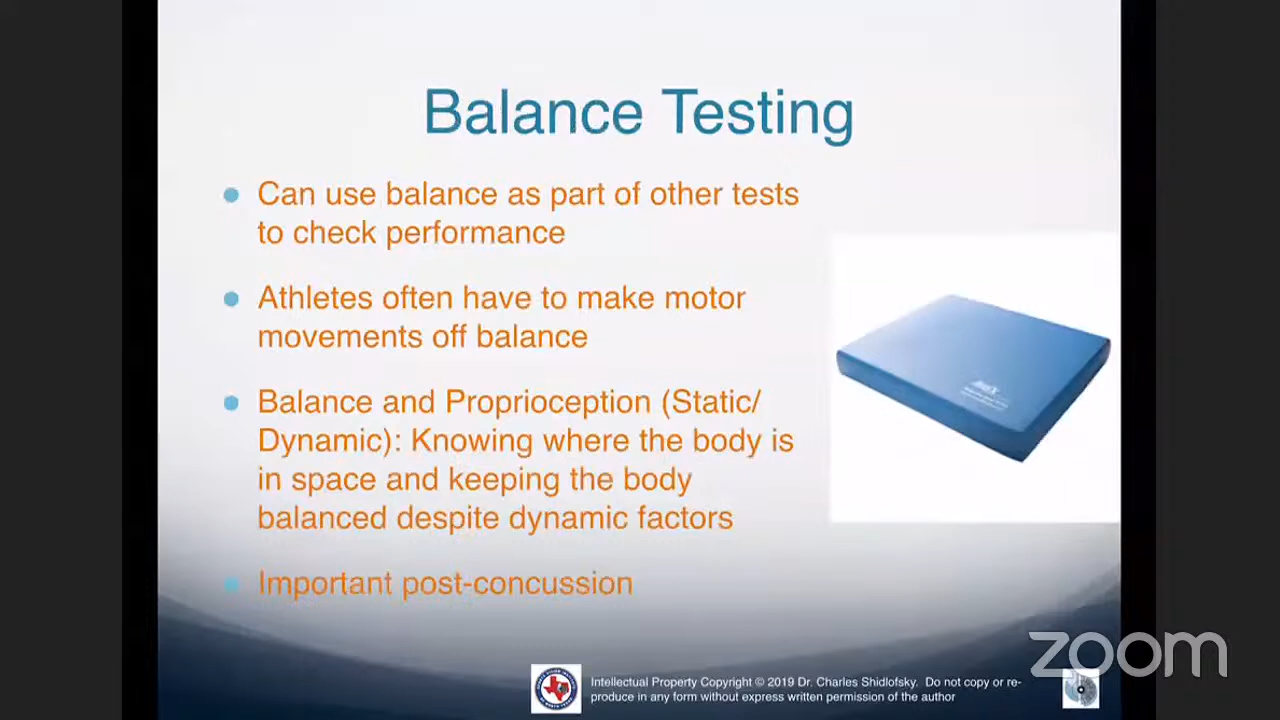 Balance Testing
Can use balance as part of other tests
to check performance
Athletes often have to make motor
movements off balance
Balance and Proprioception (Static/
Dynamic): Knowing where the body is
in space and keeping the body
balanced despite dynamic factors
Important post-concussion
zoom
Intellectual Property Copyright © 2019 Dr. Charles Shidlofsky. Do not copy or re-
produce in any form without express written permission of the author